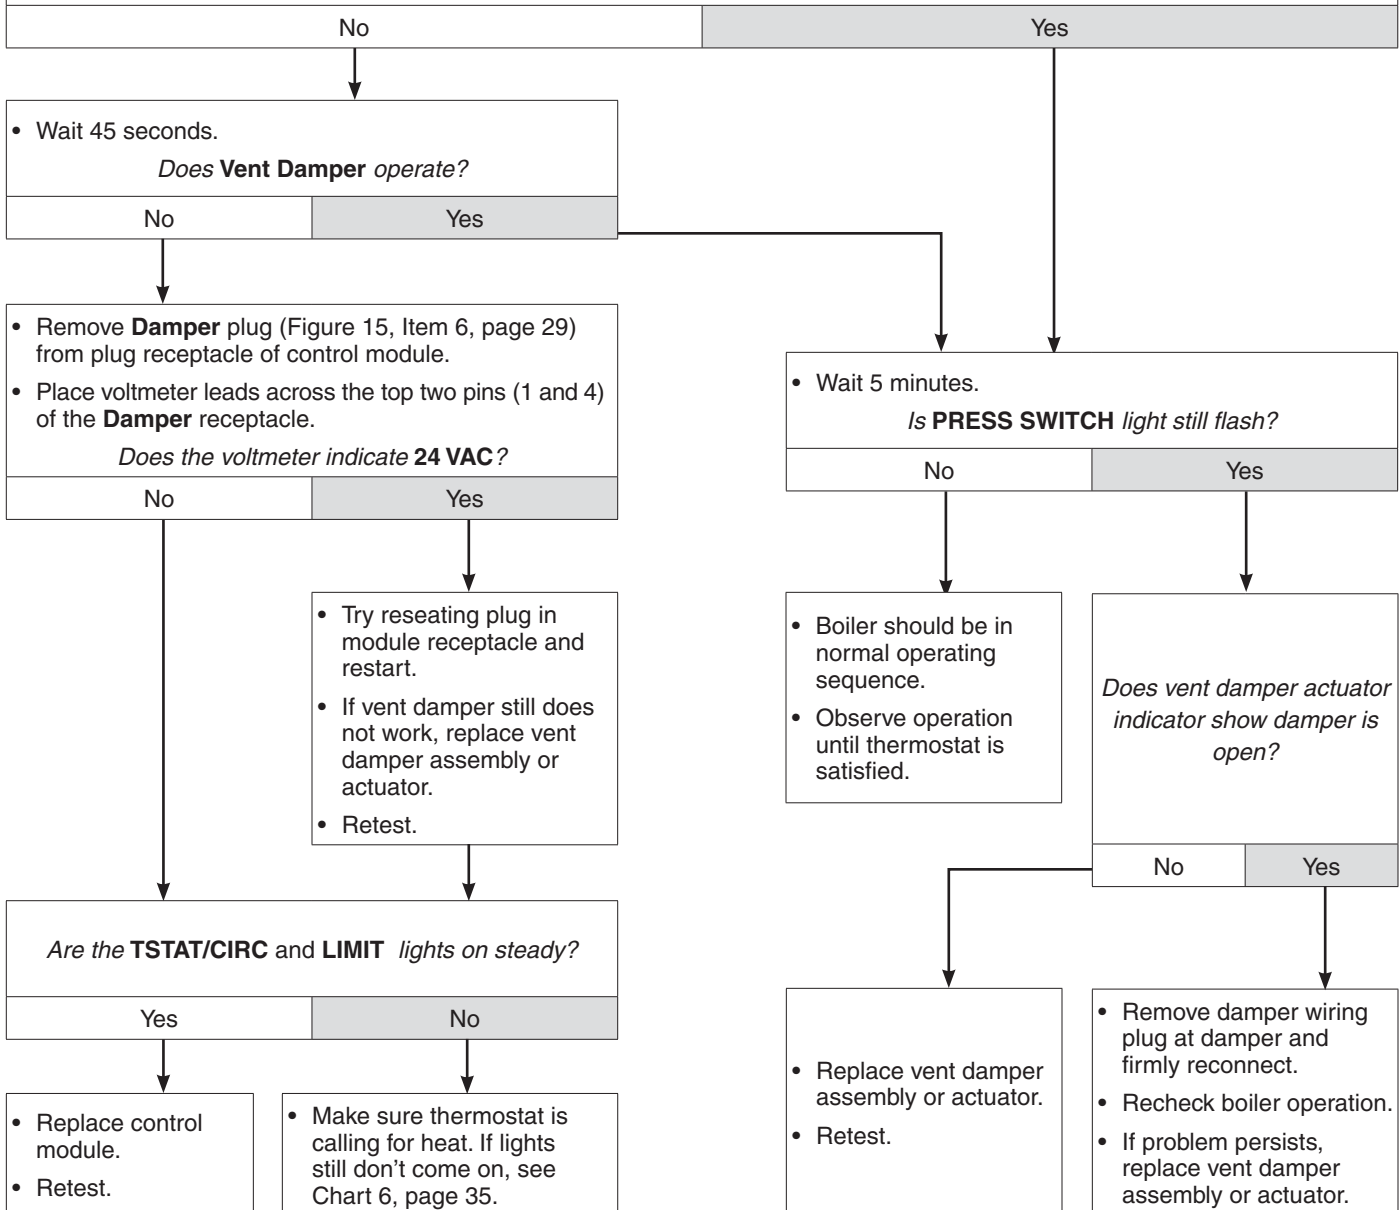 No
Yes
• Wait 45 seconds.
Does Vent Damper operate?
No
Yes
• Remove Damper plug (Figure 15, Item 6, page 29)
from plug receptacle of control module.
• Place voltmeter leads across the top two pins (1 and 4)
of the Damper receptacle.
Does the voltmeter indicate 24 VAC?
No
Yes
• Wait 5 minutes.
Is PRESS SWITCH light still flash?
No
Yes
• Try reseating plug in
module receptacle and
restart.
• If vent damper still does
not work, replace vent
damper assembly or
actuator.
• Retest.
• Boiler should be in
normal operating
sequence.
• Observe operation
until thermostat is
satisfied.
Does vent damper actuator
indicator show damper is
open?
No
Yes
Are the TSTAT/CIRC and LIMIT lights on steady?
Yes
No
• Replace control
module.
• Retest.
• Make sure thermostat is
calling for heat. If lights
still don't come on, see
Chart 6, page 35.
• Replace vent damper
assembly or actuator.
• Retest.
• Remove damper wiring
plug at damper and
firmly reconnect.
• Recheck boiler operation.
• If problem persists,
replace vent damper
assembly or actuator.